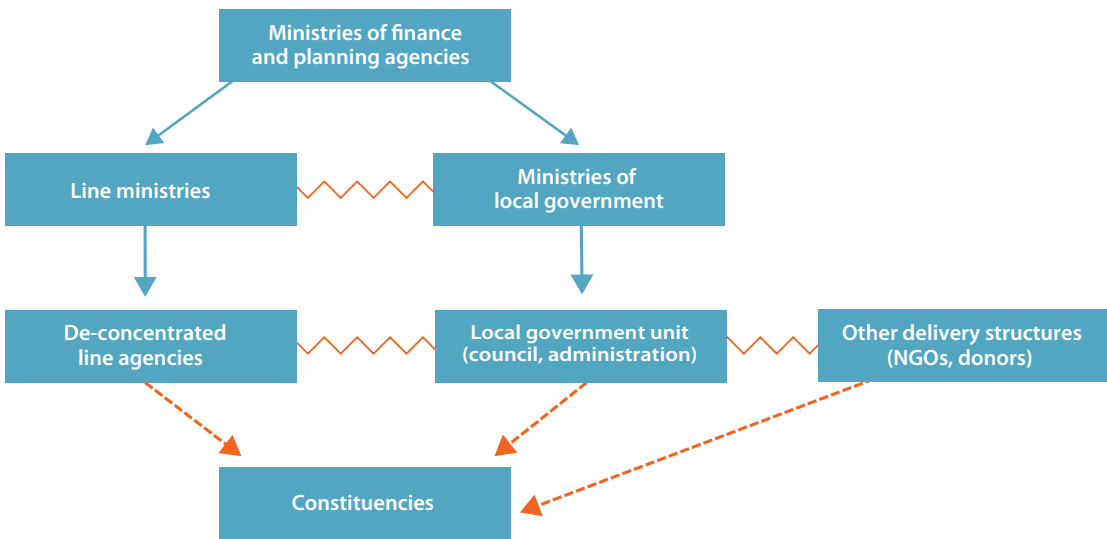 Ministries of finance
and planning agencies
Line ministries
Ministries of
local government
De-concentrated
line agencies
Local government unit
(council, administration)
Other delivery structures
(NGOs, donors)
Constituencies